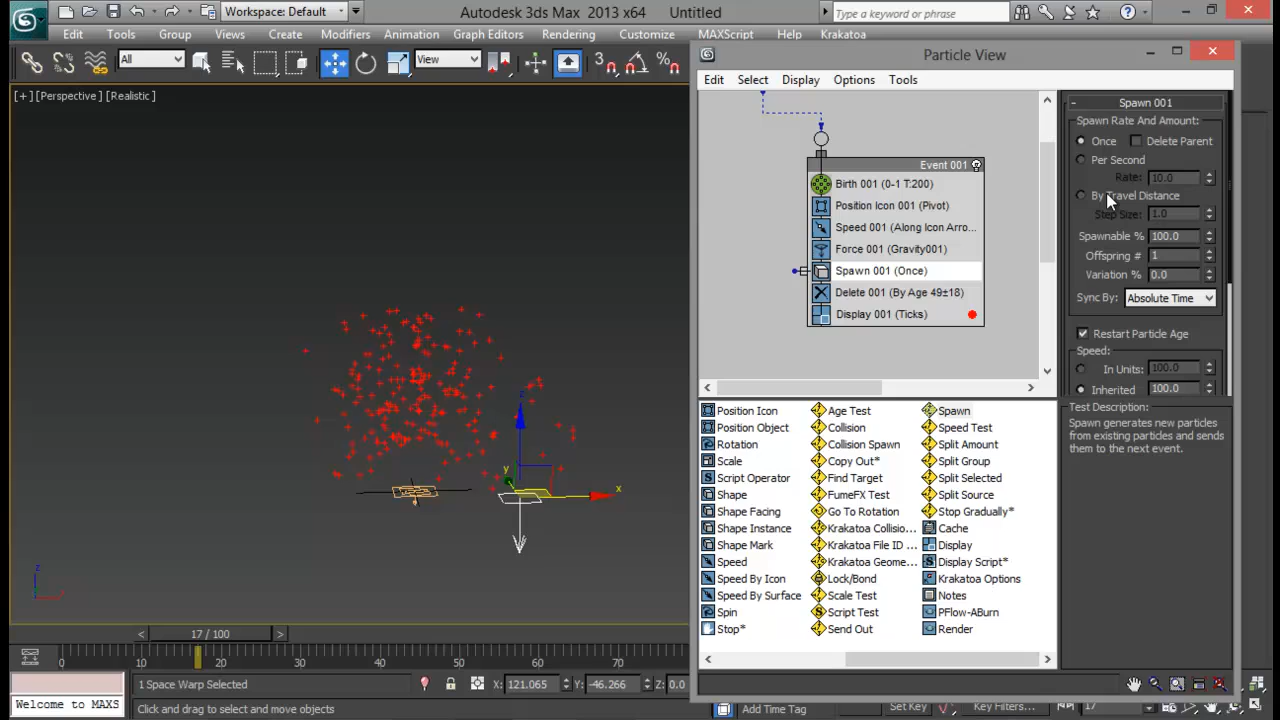 Workspace: Default
Autodesk 3ds Max 2013 x64
Untitled
Type a keyword or phrase
Edit Tools Group Views Create Modifiers Animation Graph Editors Rendering Customize MAXScript Help Krakatoa
All
View
[+] [Perspective] [Realistic]
Particle View
Edit Select Display Options Tools
Event 001
Birth 001 (0-1 T:200)
Position Icon 001 (Pivot)
Speed 001 (Along Icon Arro...
Force 001 (Gravity001)
Spawn 001 (Once)
Delete 001 (By Age 49±18)
Display 001 (Ticks)
- Spawn 001
Spawn Rate And Amount:
Once Delete Parent
Per Second
Rate: 10.0
By Travel Distance
Step Size: 1.0
Spawnable % 100.0
Offspring # 1
Variation % 0.0
Sync By: Absolute Time
Restart Particle Age
Speed:
In Units: 100.0
Inherited 100.0
Test Description:
Spawn generates new particles
from existing particles and sends
them to the next event.
Position Icon Age Test Spawn
Position Object Collision Speed Test
Rotation Collision Spawn Split Amount
Scale Copy Out* Split Group
Script Operator Find Target Split Selected
Shape FumeFX Test Split Source
Shape Facing Go To Rotation Stop Gradually*
Shape Instance Krakatoa Collisio... Cache
Shape Mark Krakatoa File ID ... Display
Speed Krakatoa Geome... Display Script*
Speed By Icon Lock/Bond Krakatoa Options
Speed By Surface Scale Test Notes
Spin Script Test PFlow-ABurn
Stop* Send Out Render
z
y
x
z
< 17 / 100 >
0 10 20 30 40 50 60 70
1 Space Warp Selected
X: 121.065 Y: -46.266 Z: 0.0
Welcome to MAXS
Click and drag to select and move objects
Add Time Tag
Set Key
Key Filters...
17